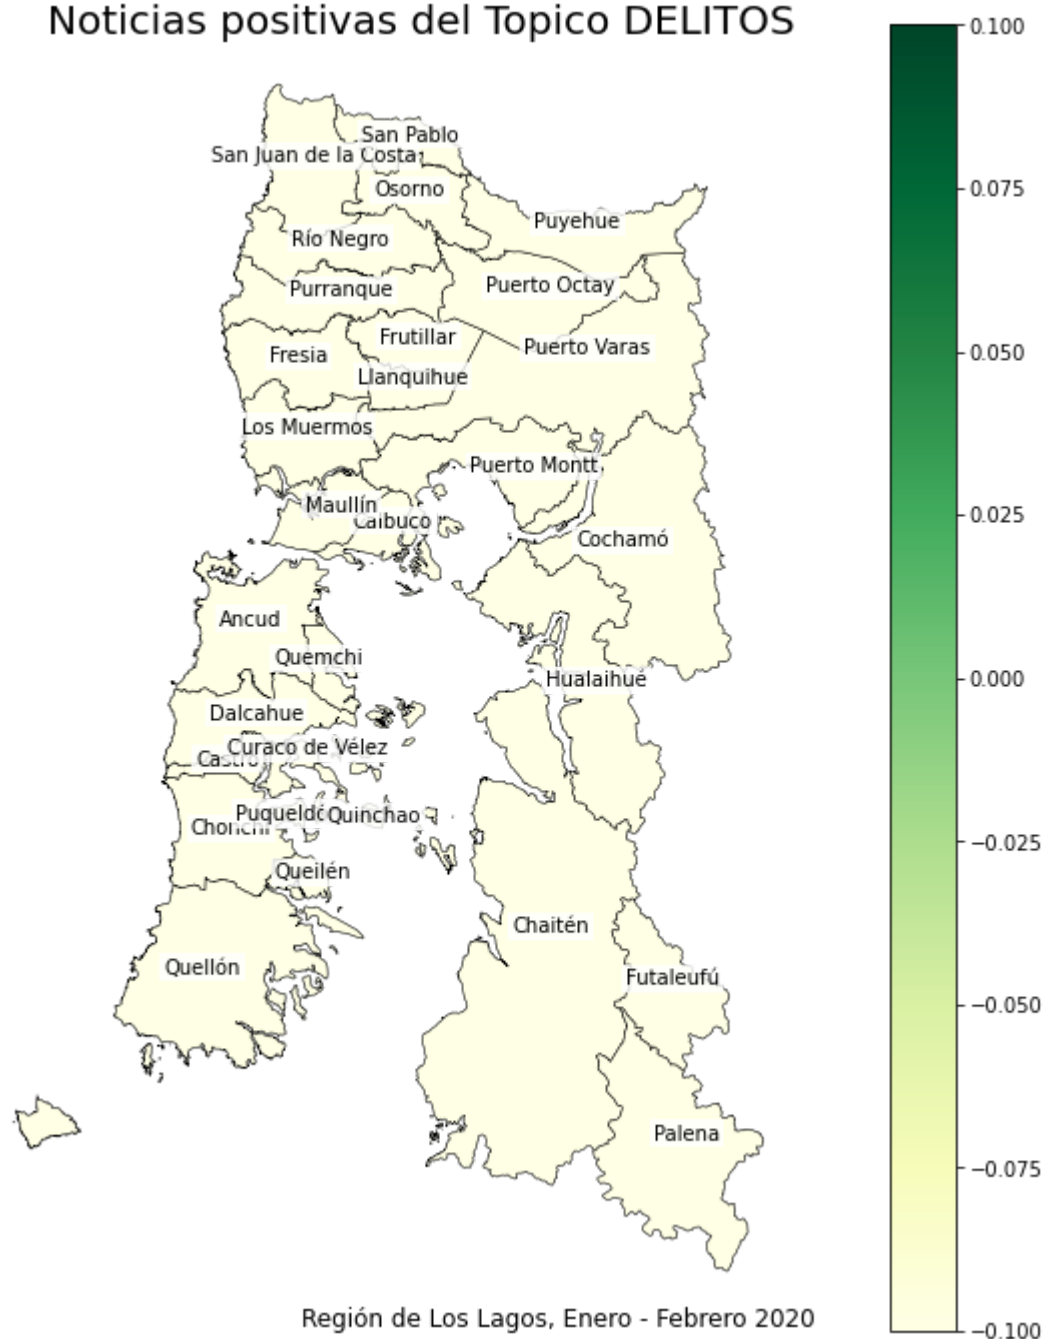 Noticias positivas del Topico DELITOS
San Pablo
San Juan de la Costa
Osorno
Puyehue
Río Negro
Puerto Octay
Purranque
Frutillar
Puerto Varas
Fresia
Llanquihue
Los Muermos
Puerto Montt
Maullín
Calbuco
Cochamó
Ancud
Quemchi
Hualaihué
Dalcahue
Curaco de Vélez
Castro
Puqueldó
Quinchao
Chonchi
Queilén
Chaitén
Quellón
Futaleufú
Palena
Región de Los Lagos, Enero - Febrero 2020
0.100
0.075
0.050
0.025
0.000
−0.025
−0.050
−0.075
−0.100